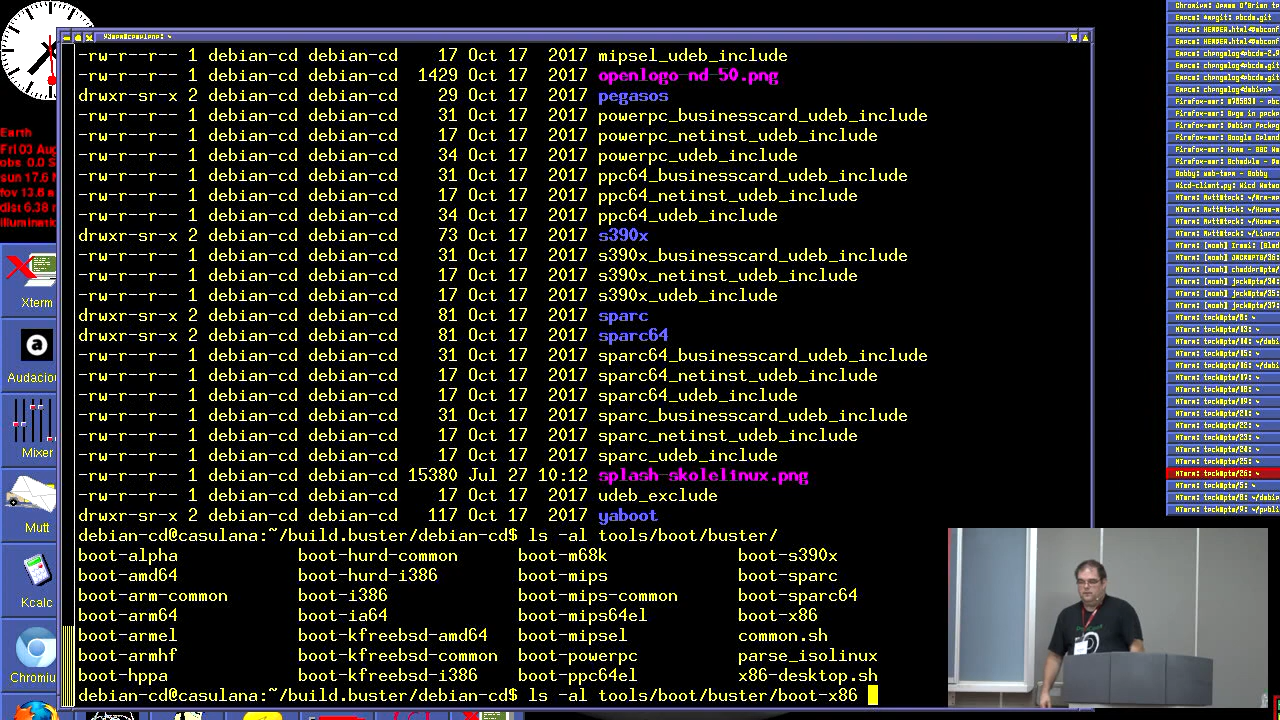 -rw-r--r-- 1 debian-cd debian-cd 17 Oct 17 2017 mipsel_udeb_include
-rw-r--r-- 1 debian-cd debian-cd 1429 Oct 17 2017 openlogo-nd-50.png
drwxr-sr-x 2 debian-cd debian-cd 29 Oct 17 2017 pegasos
-rw-r--r-- 1 debian-cd debian-cd 31 Oct 17 2017 powerpc_businesscard_udeb_include
-rw-r--r-- 1 debian-cd debian-cd 17 Oct 17 2017 powerpc_netinst_udeb_include
-rw-r--r-- 1 debian-cd debian-cd 34 Oct 17 2017 powerpc_udeb_include
-rw-r--r-- 1 debian-cd debian-cd 31 Oct 17 2017 ppc64_businesscard_udeb_include
-rw-r--r-- 1 debian-cd debian-cd 17 Oct 17 2017 ppc64_netinst_udeb_include
-rw-r--r-- 1 debian-cd debian-cd 34 Oct 17 2017 ppc64_udeb_include
drwxr-sr-x 2 debian-cd debian-cd 73 Oct 17 2017 s390x
-rw-r--r-- 1 debian-cd debian-cd 31 Oct 17 2017 s390x_businesscard_udeb_include
-rw-r--r-- 1 debian-cd debian-cd 17 Oct 17 2017 s390x_netinst_udeb_include
-rw-r--r-- 1 debian-cd debian-cd 17 Oct 17 2017 s390x_udeb_include
drwxr-sr-x 2 debian-cd debian-cd 81 Oct 17 2017 sparc
drwxr-sr-x 2 debian-cd debian-cd 81 Oct 17 2017 sparc64
-rw-r--r-- 1 debian-cd debian-cd 31 Oct 17 2017 sparc64_businesscard_udeb_include
-rw-r--r-- 1 debian-cd debian-cd 17 Oct 17 2017 sparc64_netinst_udeb_include
-rw-r--r-- 1 debian-cd debian-cd 17 Oct 17 2017 sparc64_udeb_include
-rw-r--r-- 1 debian-cd debian-cd 31 Oct 17 2017 sparc_businesscard_udeb_include
-rw-r--r-- 1 debian-cd debian-cd 17 Oct 17 2017 sparc_netinst_udeb_include
-rw-r--r-- 1 debian-cd debian-cd 17 Oct 17 2017 sparc_udeb_include
-rw-r--r-- 1 debian-cd debian-cd 15380 Jul 27 10:12 splash-skolelinux.png
-rw-r--r-- 1 debian-cd debian-cd 17 Oct 17 2017 udeb_exclude
drwxr-sr-x 2 debian-cd debian-cd 117 Oct 17 2017 yaboot
debian-cd@casulana:~/build.buster/debian-cd$ ls -al tools/boot/buster/
boot-alpha boot-hurd-common boot-m68k boot-s390x
boot-amd64 boot-hurd-i386 boot-mips boot-sparc
boot-arm-common boot-i386 boot-mips-common boot-sparc64
boot-arm64 boot-ia64 boot-mips64el boot-x86
boot-armel boot-kfreebsd-amd64 boot-mipsel common.sh
boot-armhf boot-kfreebsd-common boot-powerpc parse_isolinux
boot-hppa boot-kfreebsd-i386 boot-ppc64el x86-desktop.sh
debian-cd@casulana:~/build.buster/debian-cd$ ls -al tools/boot/buster/boot-x86
Earth
Fri 03 Aug
obs 0.0 S
sun 17.6 N
fov 13.6 m
dist 6.38 m
Xterm
Mixer
Mutt
Kcalc